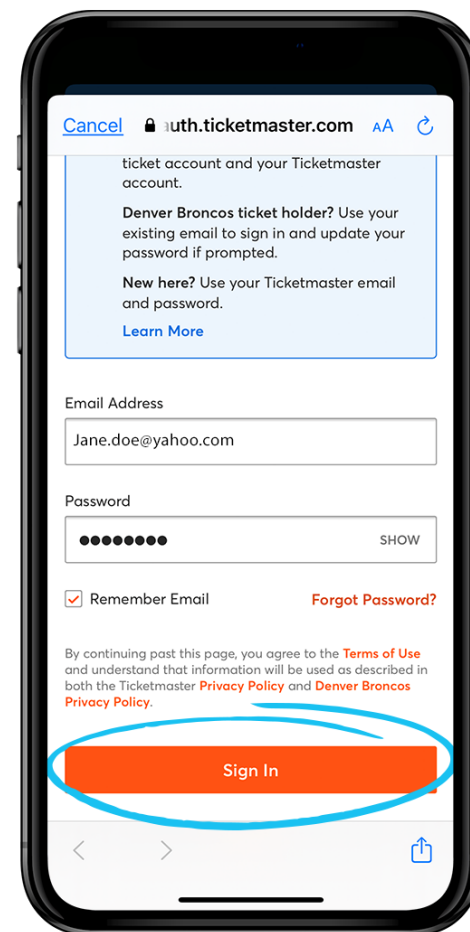 Cancel auth.ticketmaster.com AA
ticket account and your Ticketmaster
account.
Denver Broncos ticket holder? Use your
existing email to sign in and update your
password if prompted.
New here? Use your Ticketmaster email
and password.
Learn More
Email Address
Jane.doe@yahoo.com
Password
●●●●●●●● SHOW
Remember Email Forgot Password?
By continuing past this page, you agree to the Terms of Use
and understand that information will be used as described in
both the Ticketmaster Privacy Policy and Denver Broncos
Privacy Policy.
Sign In